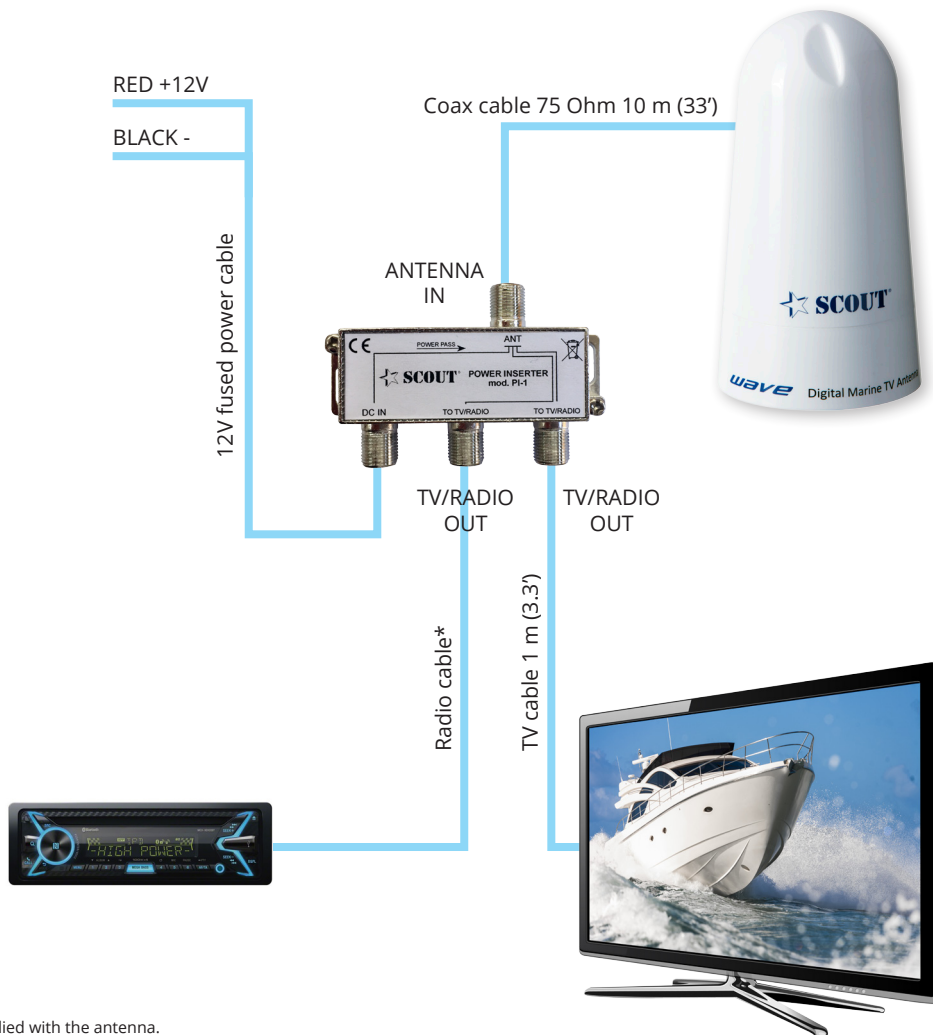 RED +12V
BLACK -
Coax cable 75 Ohm 10 m (33')
12V fused power cable
ANTENNA
IN
CE
POWER PASS
ANT
SCOUT
POWER INSERTER
mod. PI-1
DC IN
TO TV/RADIO
TO TV/RADIO
SCOUT
wave
Digital Marine TV Antenna
TV/RADIO
OUT
TV/RADIO
OUT
Radio cable*
TV cable 1 m (3.3')
-HIGH POWER-
lied with the antenna.